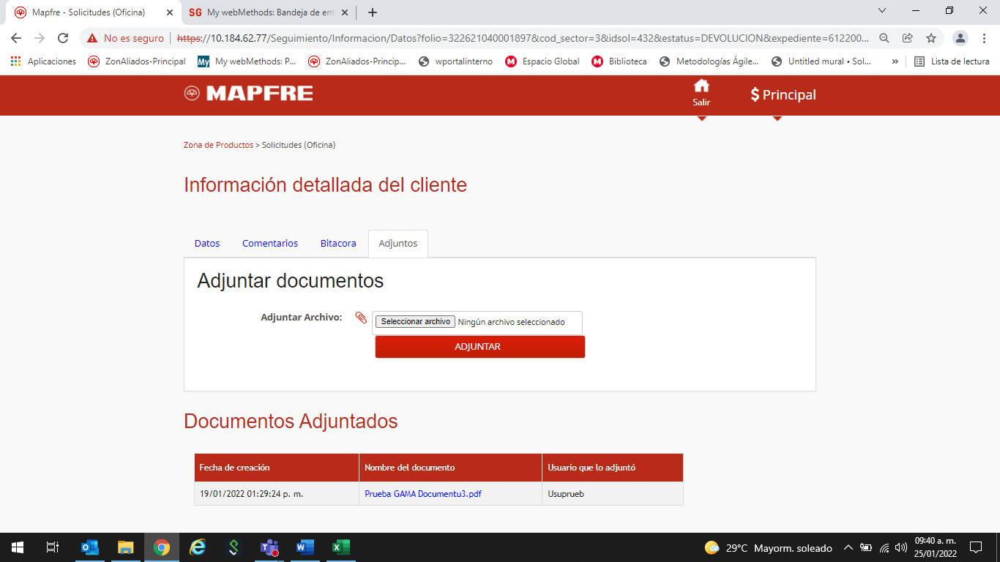 Mapfre - Solicitudes (Oficina)
SG My webMethods: Bandeja de ent
No es seguro https://10.184.62.77/Seguimiento/Informacion/Datos?folio=322621040001897&cod_sector=3&idsol=432&estatus=DEVOLUCION&expediente=612200...
Aplicaciones ZonAliados-Principal My My webMethods: P... ZonAliados-Princip... wportalinterno M Espacio Global M Biblioteca Metodologías Ágile... Untitled mural • Sol... » Lista de lectura
MAPFRE
Salir
$ Principal
Zona de Productos > Solicitudes (Oficina)
Información detallada del cliente
Datos Comentarios Bitacora Adjuntos
Adjuntar documentos
Adjuntar Archivo: Seleccionar archivo Ningún archivo seleccionado
ADJUNTAR
Documentos Adjuntados
Fecha de creación Nombre del documento Usuario que lo adjuntó
19/01/2022 01:29:24 p. m. Prueba GAMA Documentu3.pdf Usuprueb
29°C Mayorm. soleado
09:40 a. m.
25/01/2022